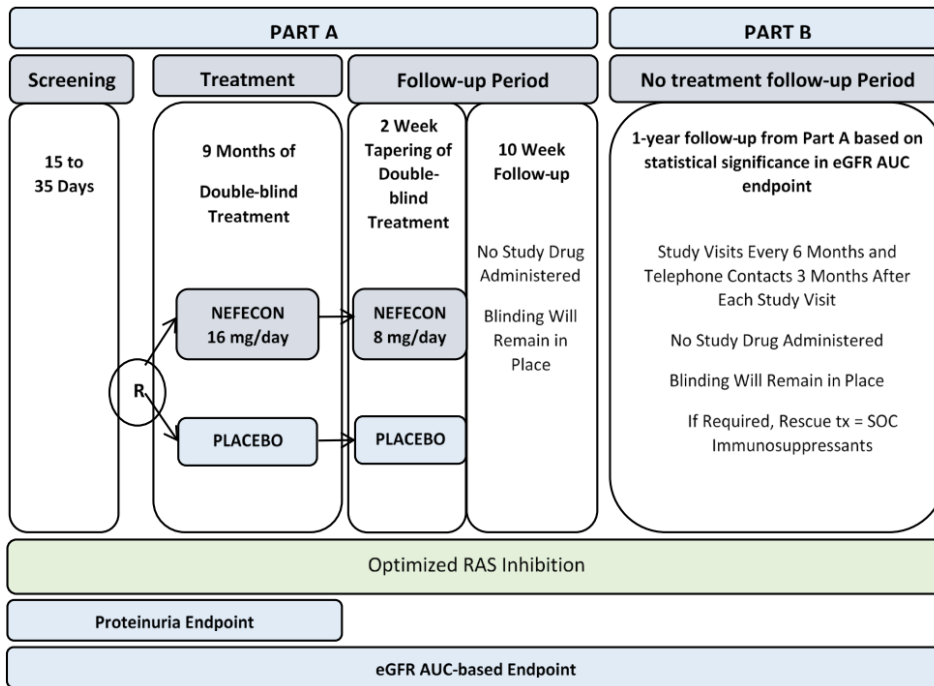 PART A
PART B
Screening
Treatment
Follow-up Period
No treatment follow-up Period
15 to
35 Days
9 Months of
Double-blind
Treatment
2 Week
Tapering of
Double-
blind
Treatment
10 Week
Follow-up
No Study Drug
Administered
Blinding Will
Remain in
Place
1-year follow-up from Part A based on
statistical significance in eGFR AUC
endpoint
Study Visits Every 6 Months and
Telephone Contacts 3 Months After
Each Study Visit
No Study Drug Administered
Blinding Will Remain in Place
If Required, Rescue tx = SOC
Immunosuppressants
R
NEFECON
16 mg/day
NEFECON
8 mg/day
PLACEBO
PLACEBO
Optimized RAS Inhibition
Proteinuria Endpoint
eGFR AUC-based Endpoint